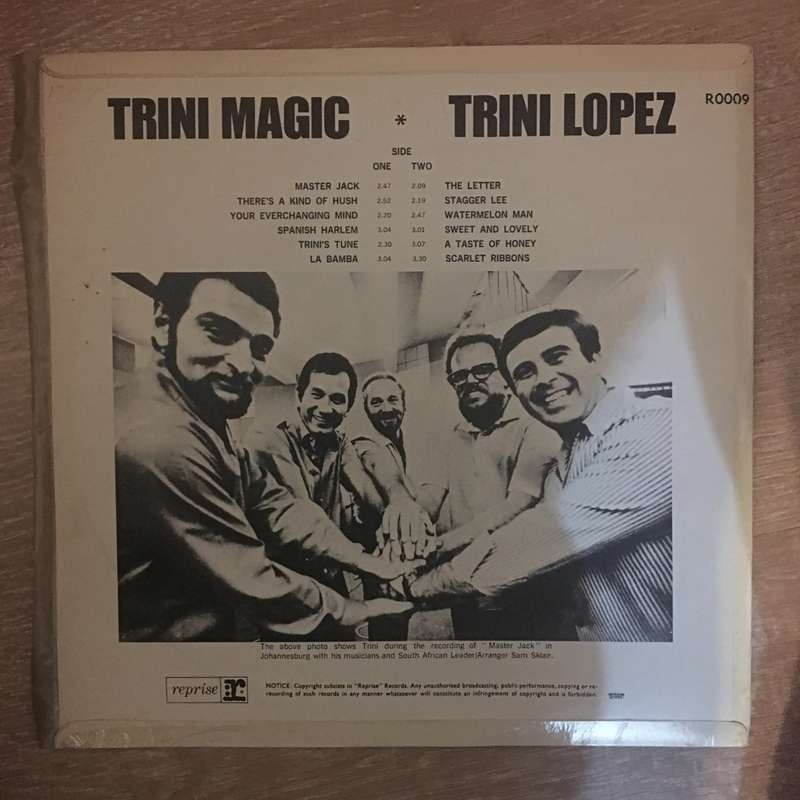 TRINI MAGIC * TRINI LOPEZ R0009
SIDE
ONE TWO
MASTER JACK 2.47 2.09 THE LETTER
THERE'S A KIND OF HUSH 2.52 2.19 STAGGER LEE
YOUR EVERCHANGING MIND 2.20 2.47 WATERMELON MAN
SPANISH HARLEM 3.04 3.01 SWEET AND LOVELY
TRINI'S TUNE 2.30 3.07 A TASTE OF HONEY
LA BAMBA 3.04 3.30 SCARLET RIBBONS
The above photo shows Trini during the recording of "Master Jack" in
Johannesburg with his musicians and South African Leader/Arranger Sam Sklair.
reprise r:
NOTICE: Copyright subsists in "Reprise" Records. Any unauthorised broadcasting, public performance, copying or re-
recording of such records in any manner whatsoever will constitute an infringement of copyright and is forbidden.